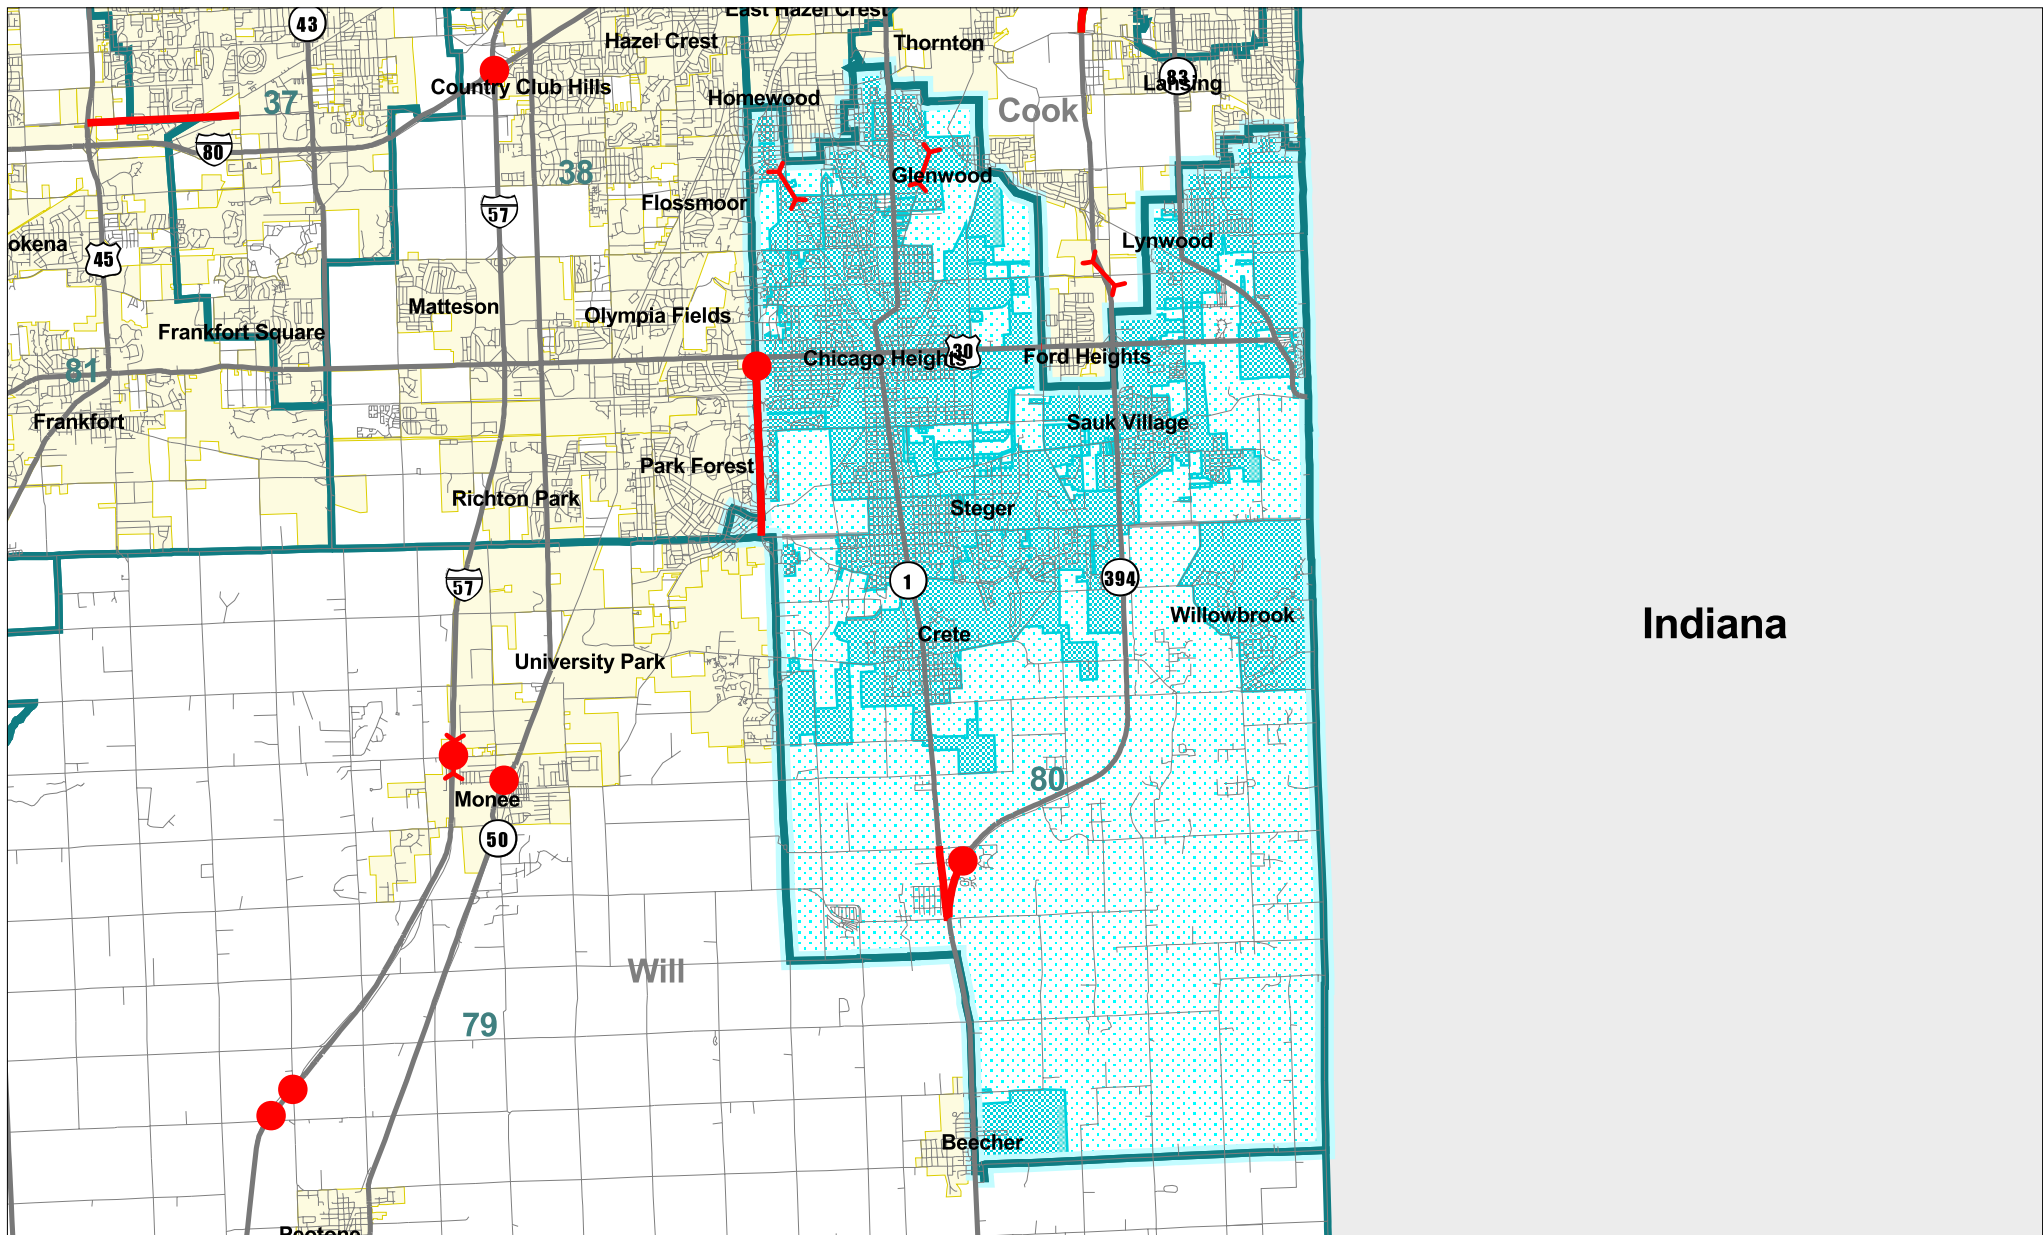 East Hazel Crest
43
Hazel Crest
Thornton
Country Club Hills
83
Lansing
37
Homewood
Cook
80
38
Glenwood
Flossmoor
57
okena
45
Lynwood
Matteson
Olympia Fields
Frankfort Square
Chicago Heights
30
Ford Heights
81
Frankfort
Sauk Village
Park Forest
Richton Park
Steger
57
1
394
Willowbrook
Indiana
Crete
University Park
80
Monee
50
Will
79
Beecher
Peotone